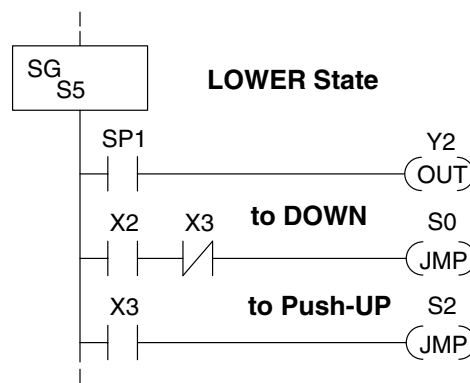 SG
S5
LOWER State
SP1
Y2
OUT
X2
X3
to DOWN
S0
JMP
X3
to Push-UP
S2
JMP